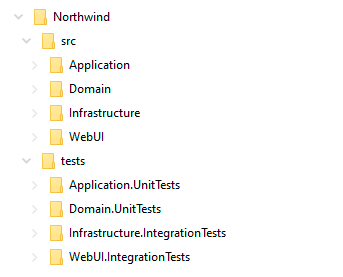 Northwind
src
Application
Domain
Infrastructure
WebUI
tests
Application.UnitTests
Domain.UnitTests
Infrastructure.IntegrationTests
WebUI.IntegrationTests